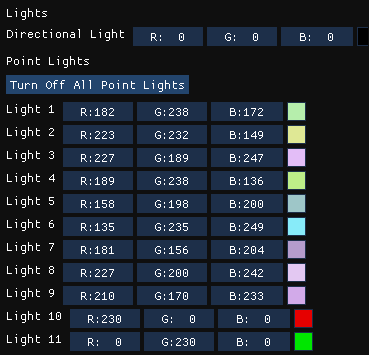 Lights
Directional Light R: 0 G: 0 B: 0
Point Lights
Turn Off All Point Lights
Light 1 R:182 G:238 B:172
Light 2 R:223 G:232 B:149
Light 3 R:227 G:189 B:247
Light 4 R:189 G:238 B:136
Light 5 R:158 G:198 B:200
Light 6 R:135 G:235 B:249
Light 7 R:181 G:156 B:204
Light 8 R:227 G:200 B:242
Light 9 R:210 G:170 B:233
Light 10 R:230 G: 0 B: 0
Light 11 R: 0 G:230 B: 0